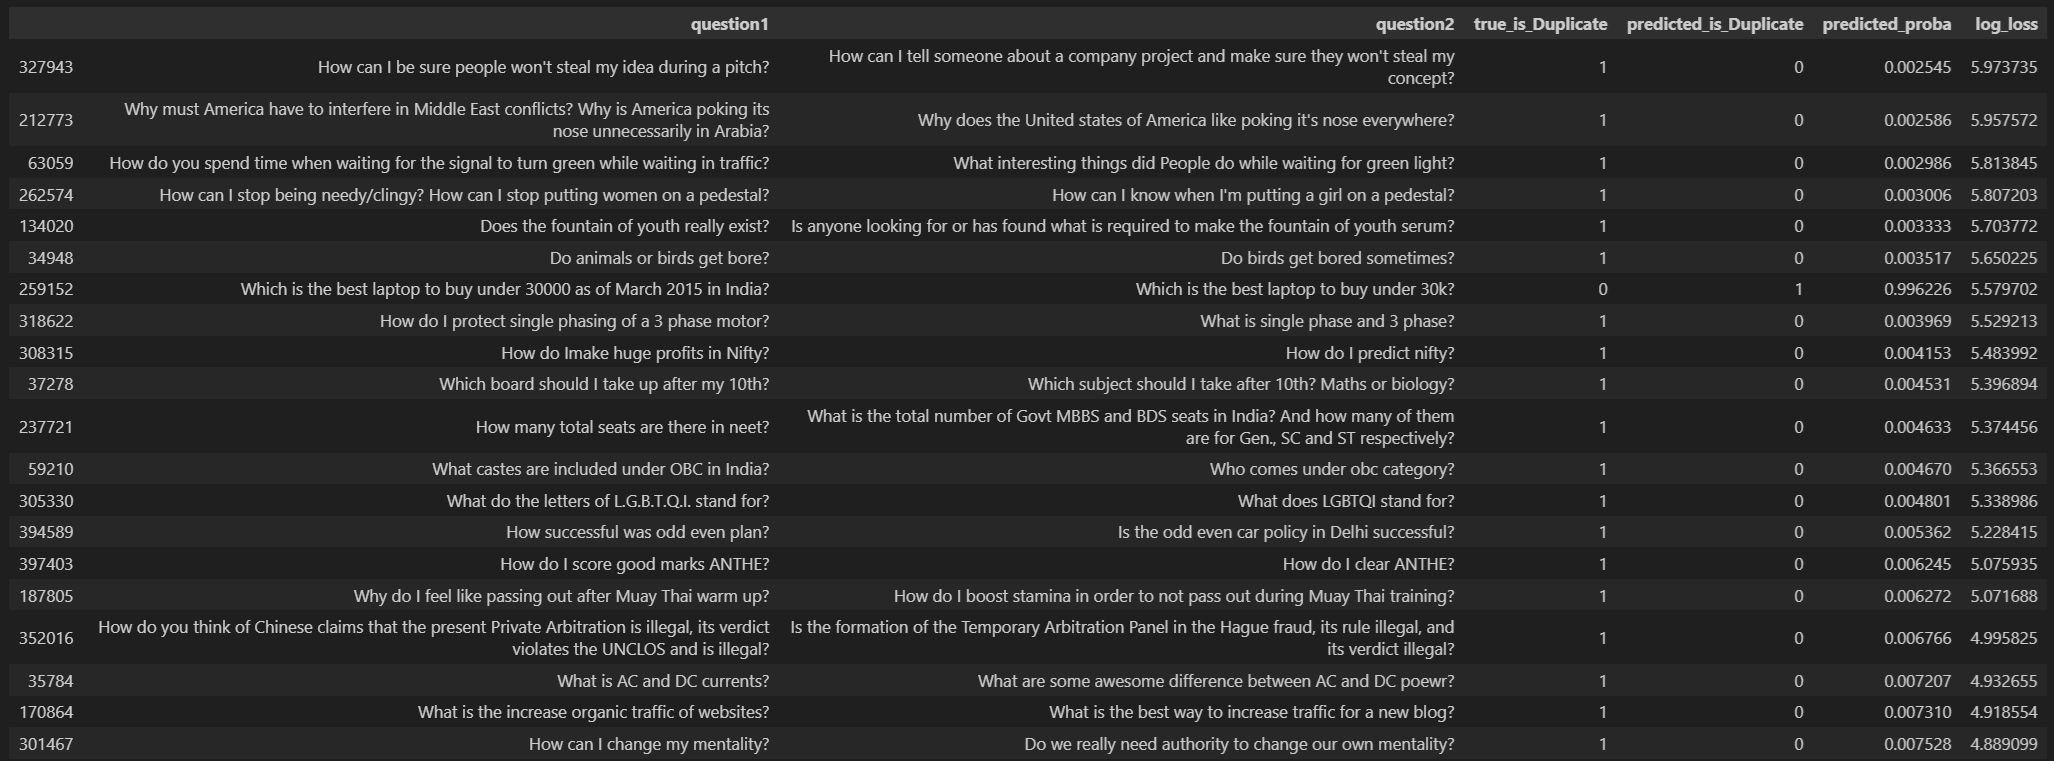 question1 question2 true_is_Duplicate predicted_is_Duplicate predicted_proba log_loss
327943 How can I be sure people won't steal my idea during a pitch? How can I tell someone about a company project and make sure they won't steal my
concept? 1 0 0.002545 5.973735
212773 Why must America have to interfere in Middle East conflicts? Why is America poking its
nose unnecessarily in Arabia? Why does the United states of America like poking it's nose everywhere? 1 0 0.002586 5.957572
63059 How do you spend time when waiting for the signal to turn green while waiting in traffic? What interesting things did People do while waiting for green light? 1 0 0.002986 5.813845
262574 How can I stop being needy/clingy? How can I stop putting women on a pedestal? How can I know when I'm putting a girl on a pedestal? 1 0 0.003006 5.807203
134020 Does the fountain of youth really exist? Is anyone looking for or has found what is required to make the fountain of youth serum? 1 0 0.003333 5.703772
34948 Do animals or birds get bore? Do birds get bored sometimes? 1 0 0.003517 5.650225
259152 Which is the best laptop to buy under 30000 as of March 2015 in India? Which is the best laptop to buy under 30k? 0 1 0.996226 5.579702
318622 How do I protect single phasing of a 3 phase motor? What is single phase and 3 phase? 1 0 0.003969 5.529213
308315 How do Imake huge profits in Nifty? How do I predict nifty? 1 0 0.004153 5.483992
37278 Which board should I take up after my 10th? Which subject should I take after 10th? Maths or biology? 1 0 0.004531 5.396894
237721 How many total seats are there in neet? What is the total number of Govt MBBS and BDS seats in India? And how many of them
are for Gen., SC and ST respectively? 1 0 0.004633 5.374456
59210 What castes are included under OBC in India? Who comes under obc category? 1 0 0.004670 5.366553
305330 What do the letters of L.G.B.T.Q.I. stand for? What does LGBTQI stand for? 1 0 0.004801 5.338986
394589 How successful was odd even plan? Is the odd even car policy in Delhi successful? 1 0 0.005362 5.228415
397403 How do I score good marks ANTHE? How do I clear ANTHE? 1 0 0.006245 5.075935
187805 Why do I feel like passing out after Muay Thai warm up? How do I boost stamina in order to not pass out during Muay Thai training? 1 0 0.006272 5.071688
352016 How do you think of Chinese claims that the present Private Arbitration is illegal, its verdict
violates the UNCLOS and is illegal? Is the formation of the Temporary Arbitration Panel in the Hague fraud, its rule illegal, and
its verdict illegal? 1 0 0.006766 4.995825
35784 What is AC and DC currents? What are some awesome difference between AC and DC poewr? 1 0 0.007207 4.932655
170864 What is the increase organic traffic of websites? What is the best way to increase traffic for a new blog? 1 0 0.007310 4.918554
301467 How can I change my mentality? Do we really need authority to change our own mentality? 1 0 0.007528 4.889099